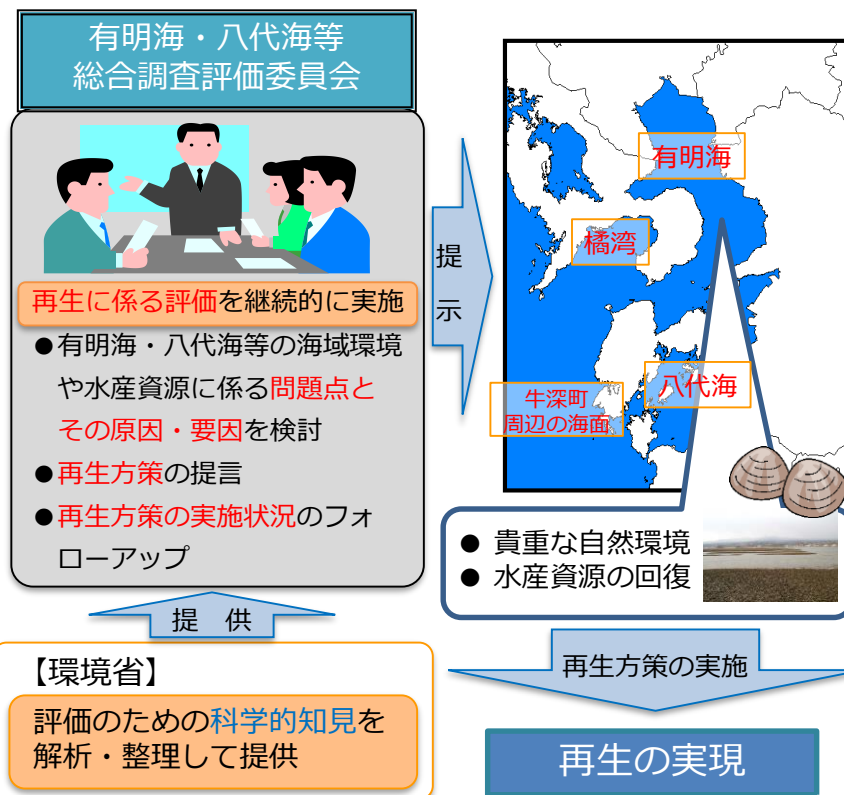 有明海・八代海等
総合調査評価委員会
再生に係る評価を継続的に実施
●有明海・八代海等の海域環境
や水産資源に係る問題点と
その原因・要因を検討
●再生方策の提言
●再生方策の実施状況のフォ
ローアップ
提　供
【環境省】
評価のための科学的知見を
解析・整理して提供
提
示
有明海
橘湾
八代海
牛深町
周辺の海面
● 貴重な自然環境
● 水産資源の回復
再生方策の実施
再生の実現